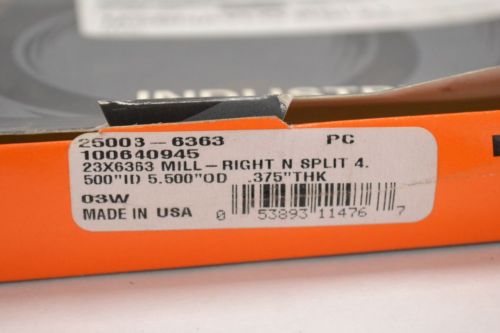 INDUSTR
25003-6363 PC
100640945
23X6363 MILL-RIGHT N SPLIT 4.
500"ID 5.500"OD .375"THK
03W
MADE IN USA 0 53893 11476 7